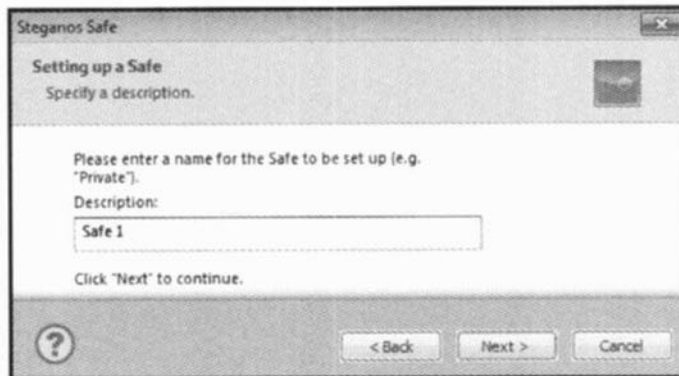 Steganos Safe
Setting up a Safe
Specify a description.
Please enter a name for the Safe to be set up (e.g.
"Private").
Description:
Safe 1
Click "Next" to continue.
?
< Back
Next >
Cancel